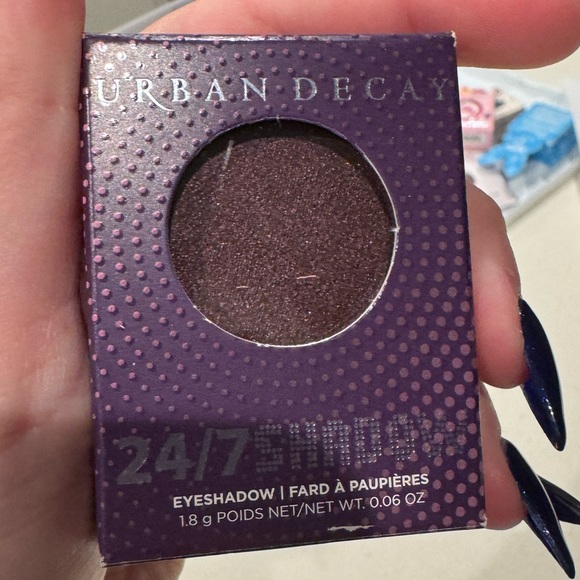 URBAN DECAY
24/7 SHADOW
EYESHADOW | FARD À PAUPIÈRES
1.8 g POIDS NET/NET WT. 0.06 OZ